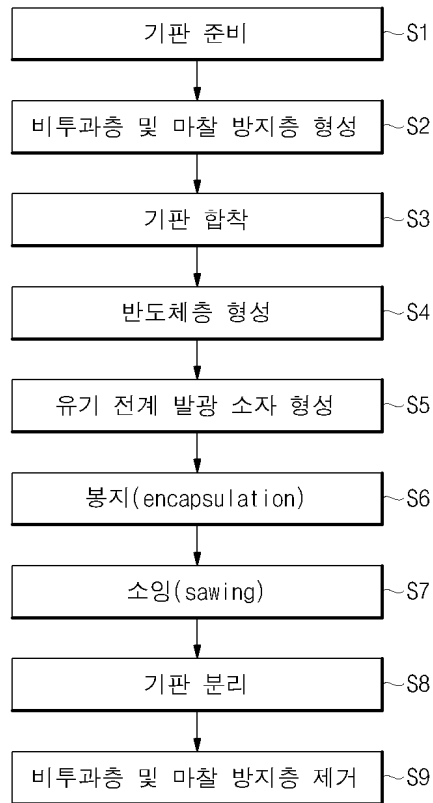 기판 준비 S1
비투과층 및 마찰 방지층 형성 S2
기판 합착 S3
반도체층 형성 S4
유기 전계 발광 소자 형성 S5
봉지(encapsulation) S6
소잉(sawing) S7
기판 분리 S8
비투과층 및 마찰 방지층 제거 S9